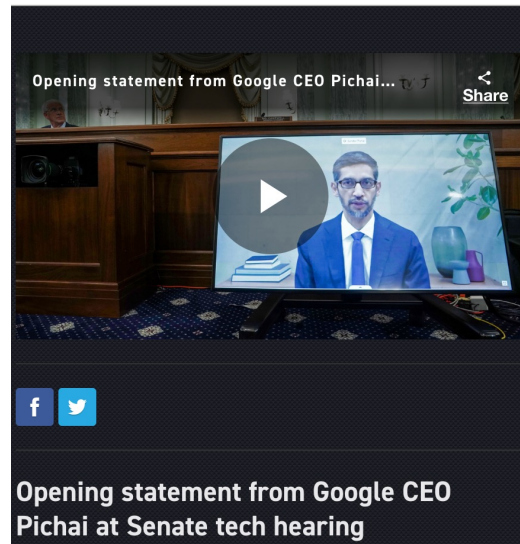 Opening statement from Google CEO Pichai...
Share
f
Opening statement from Google CEO
Pichai at Senate tech hearing